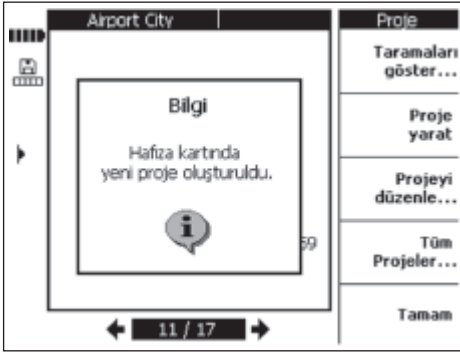 Airport City
Proje
Taramaları
göster...
Bilgi
Hafıza kartında
yeni proje oluşturuldu.
Proje
yarat
Projeyi
düzenle...
59
Tüm
Projeler...
11 / 17
Tamam